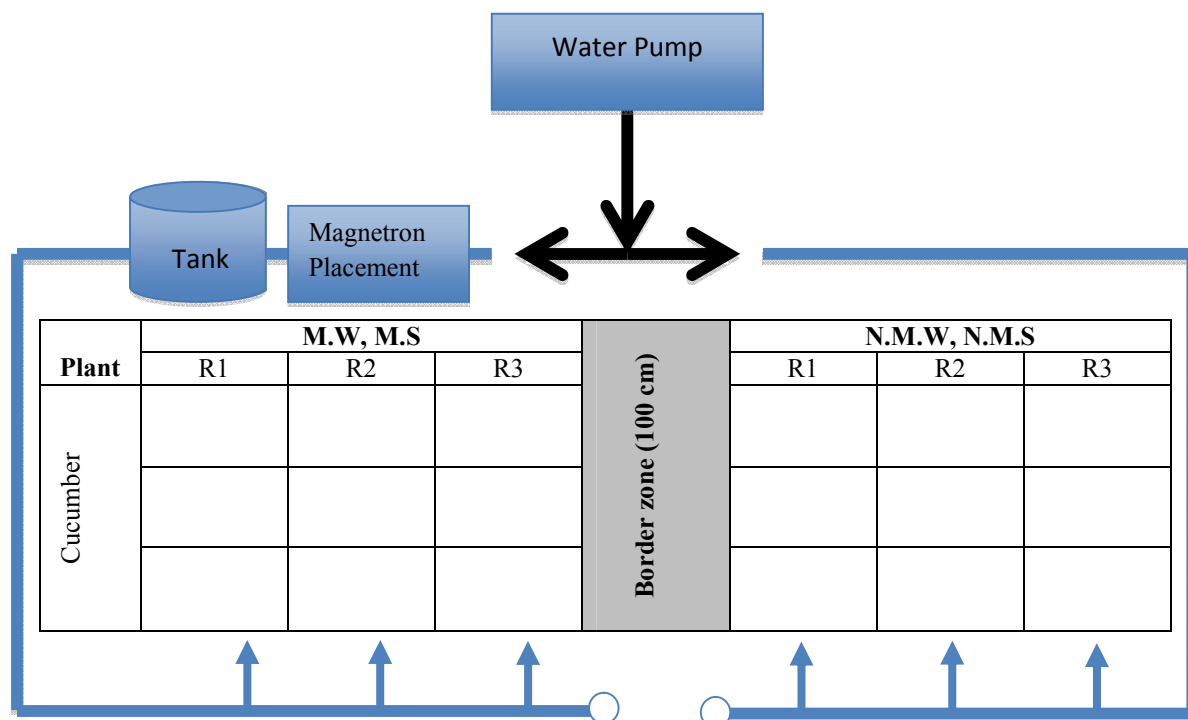 Water Pump
Tank
Magnetron
Placement
M.W, M.S
N.M.W, N.M.S
Plant
R1
R2
R3
R1
R2
R3
Cucumber
Border zone (100 cm)